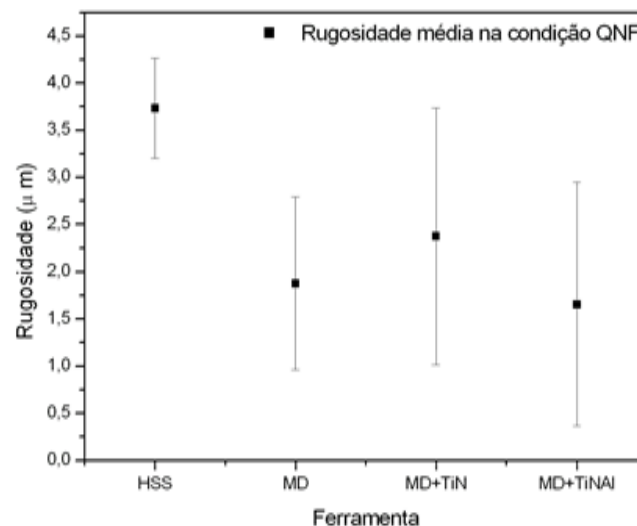 Rugosidade média na condição QNF
4,5
4,0
3,5
3,0
2,5
2,0
1,5
1,0
0,5
0,0
Rugosidade (μ m)
HSS MD MD+TiN MD+TiNAl
Ferramenta